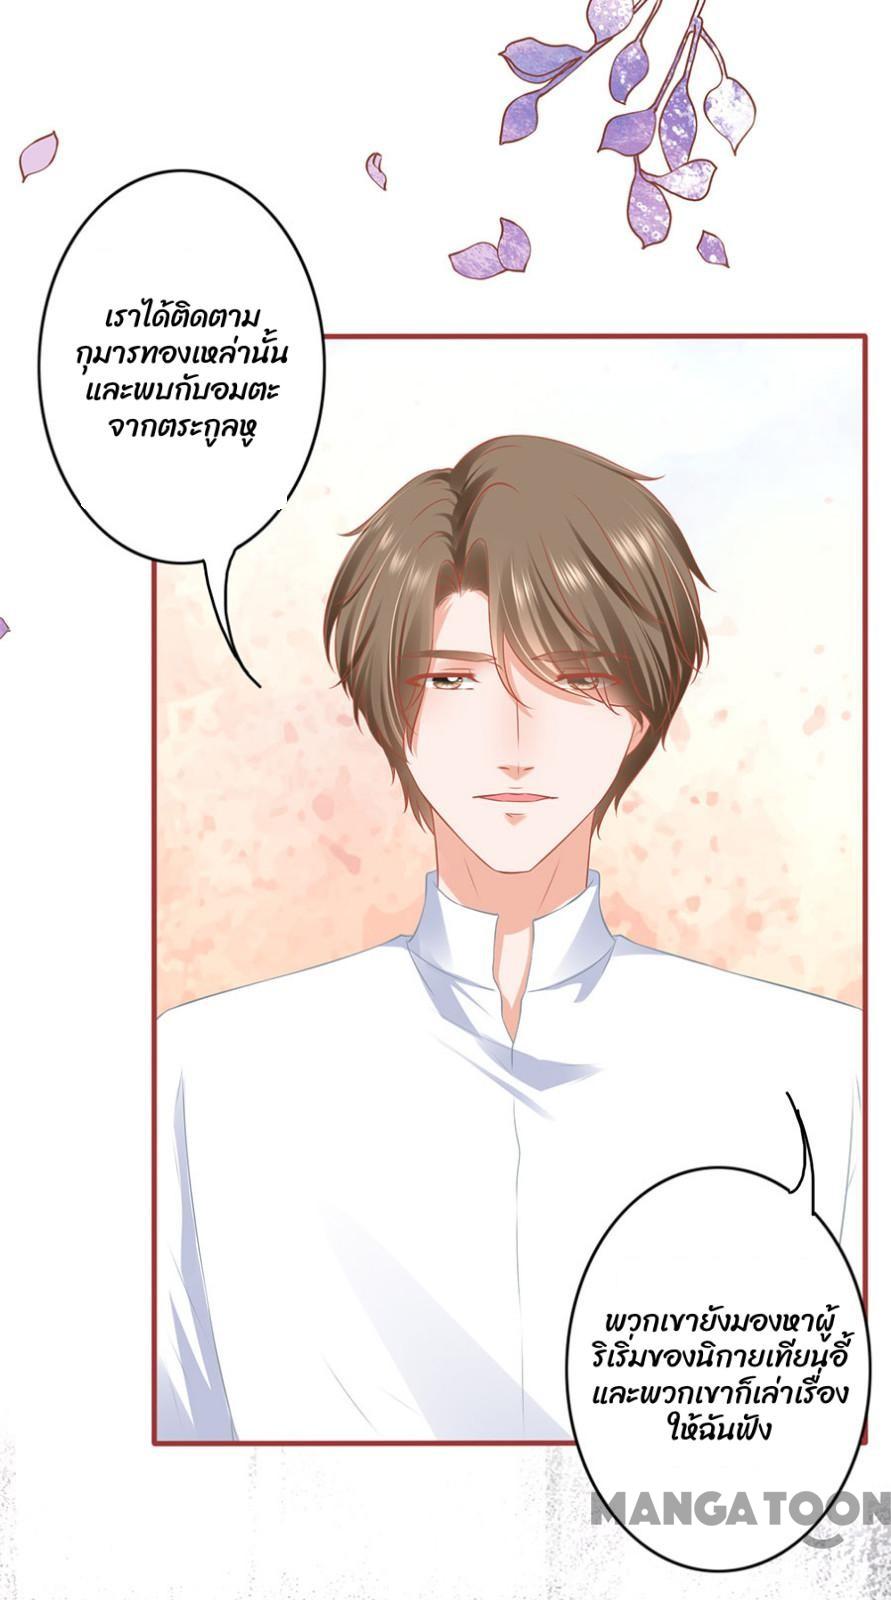 เราได้ติดตาม
กุมารทองเหล่านั้น
และพบกับอมตะ
จากตระกูลหู
พวกเขายังมองหาผู้
ริเริ่มของนิกายเทียนอี้
และพวกเขาก็เล่าเรื่อง
ให้ฉันฟัง
MANGATOON